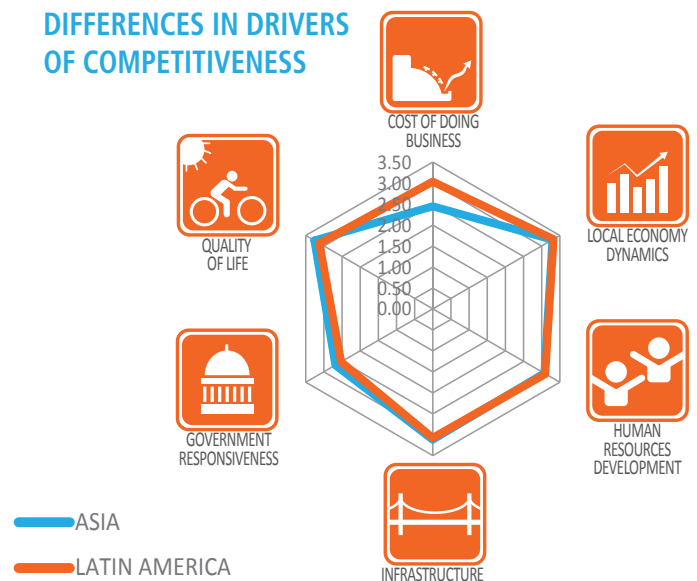 DIFFERENCES IN DRIVERS
OF COMPETITIVENESS
COST OF DOING
BUSINESS
3.50
3.00
2.50
2.00
1.50
1.00
0.50
0.00
QUALITY
OF LIFE
LOCAL ECONOMY
DYNAMICS
GOVERNMENT
RESPONSIVENESS
HUMAN
RESOURCES
DEVELOPMENT
INFRASTRUCTURE
ASIA
LATIN AMERICA